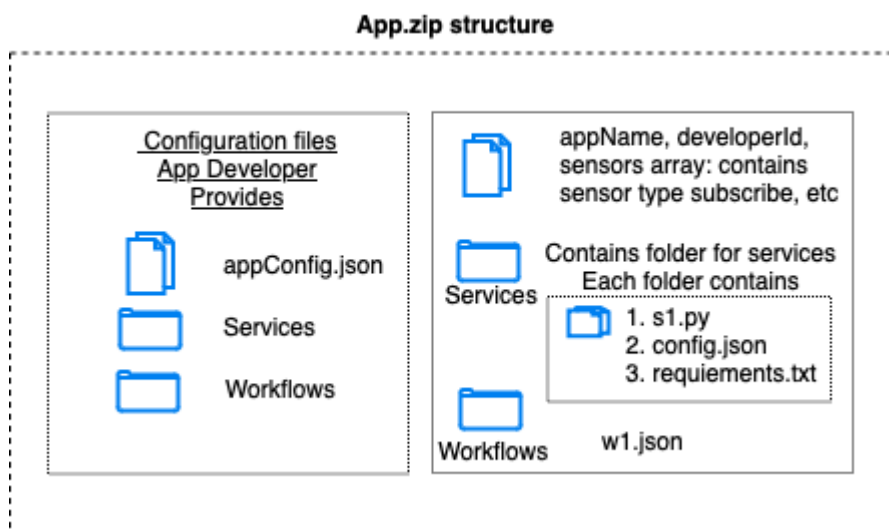 App.zip structure
Configuration files
App Developer
Provides
appConfig.json
Services
Workflows
appName, developerId,
sensors array: contains
sensor type subscribe, etc
Services
Contains folder for services
Each folder contains
1. s1.py
2. config.json
3. requiements.txt
Workflows
w1.json